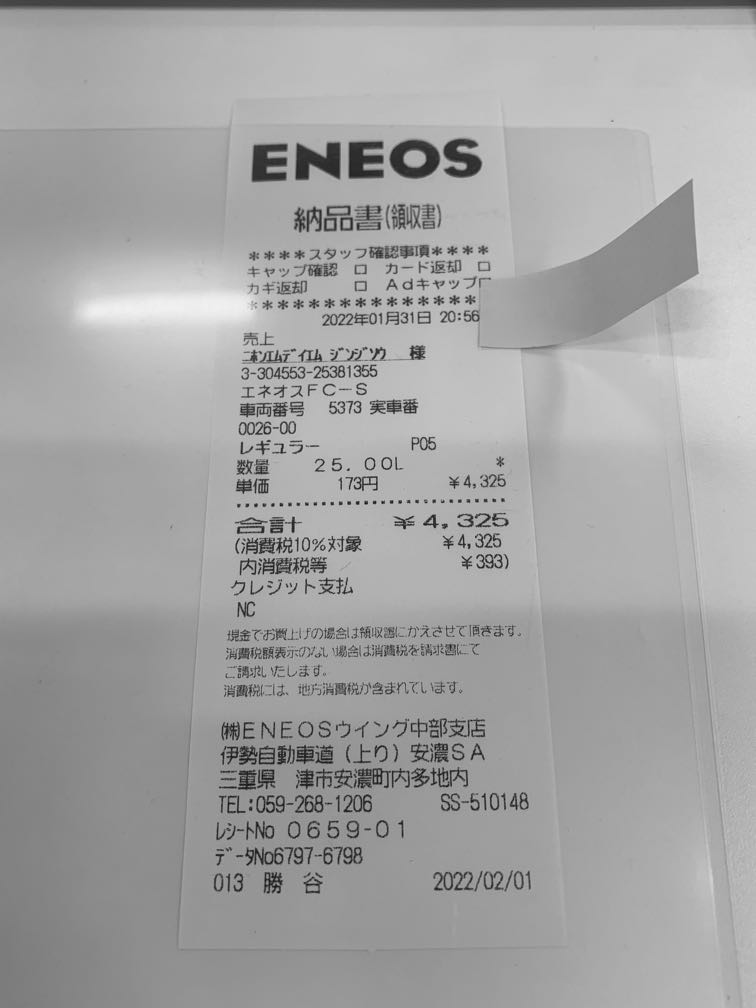 ENEOS
納品書(領収書)
****スタッフ確認事項****
キャップ確認 □ カード返却 □
カギ返却 □ Adキャップ□
******************
2022年01月31日 20:56
売上
ﾆﾎﾝｴﾑﾃﾞｲｴﾑ ｼﾞﾝｼﾞｿｳ 様
3-304553-25381355
エネオスFC-S
車両番号 5373 実車番
0026-00
レギュラー P05
数量 25.00L *
単価 173円 ¥4,325
合計 ¥4,325
(消費税10%対象 ¥4,325
内消費税等 ¥393)
クレジット支払
NC
現金でお買上げの場合は領収書にかえさせて頂きます。
消費税額表示のない場合は消費税を請求書にて
ご請求いたします。
消費税には、地方消費税が含まれています。
(株)ENEOSウイング中部支店
伊勢自動車道(上り)安濃SA
三重県 津市安濃町内多地内
TEL:059-268-1206 SS-510148
ﾚｼｰﾄNo 0659-01
ﾃﾞｰﾀNo6797-6798
013 勝 谷 2022/02/01